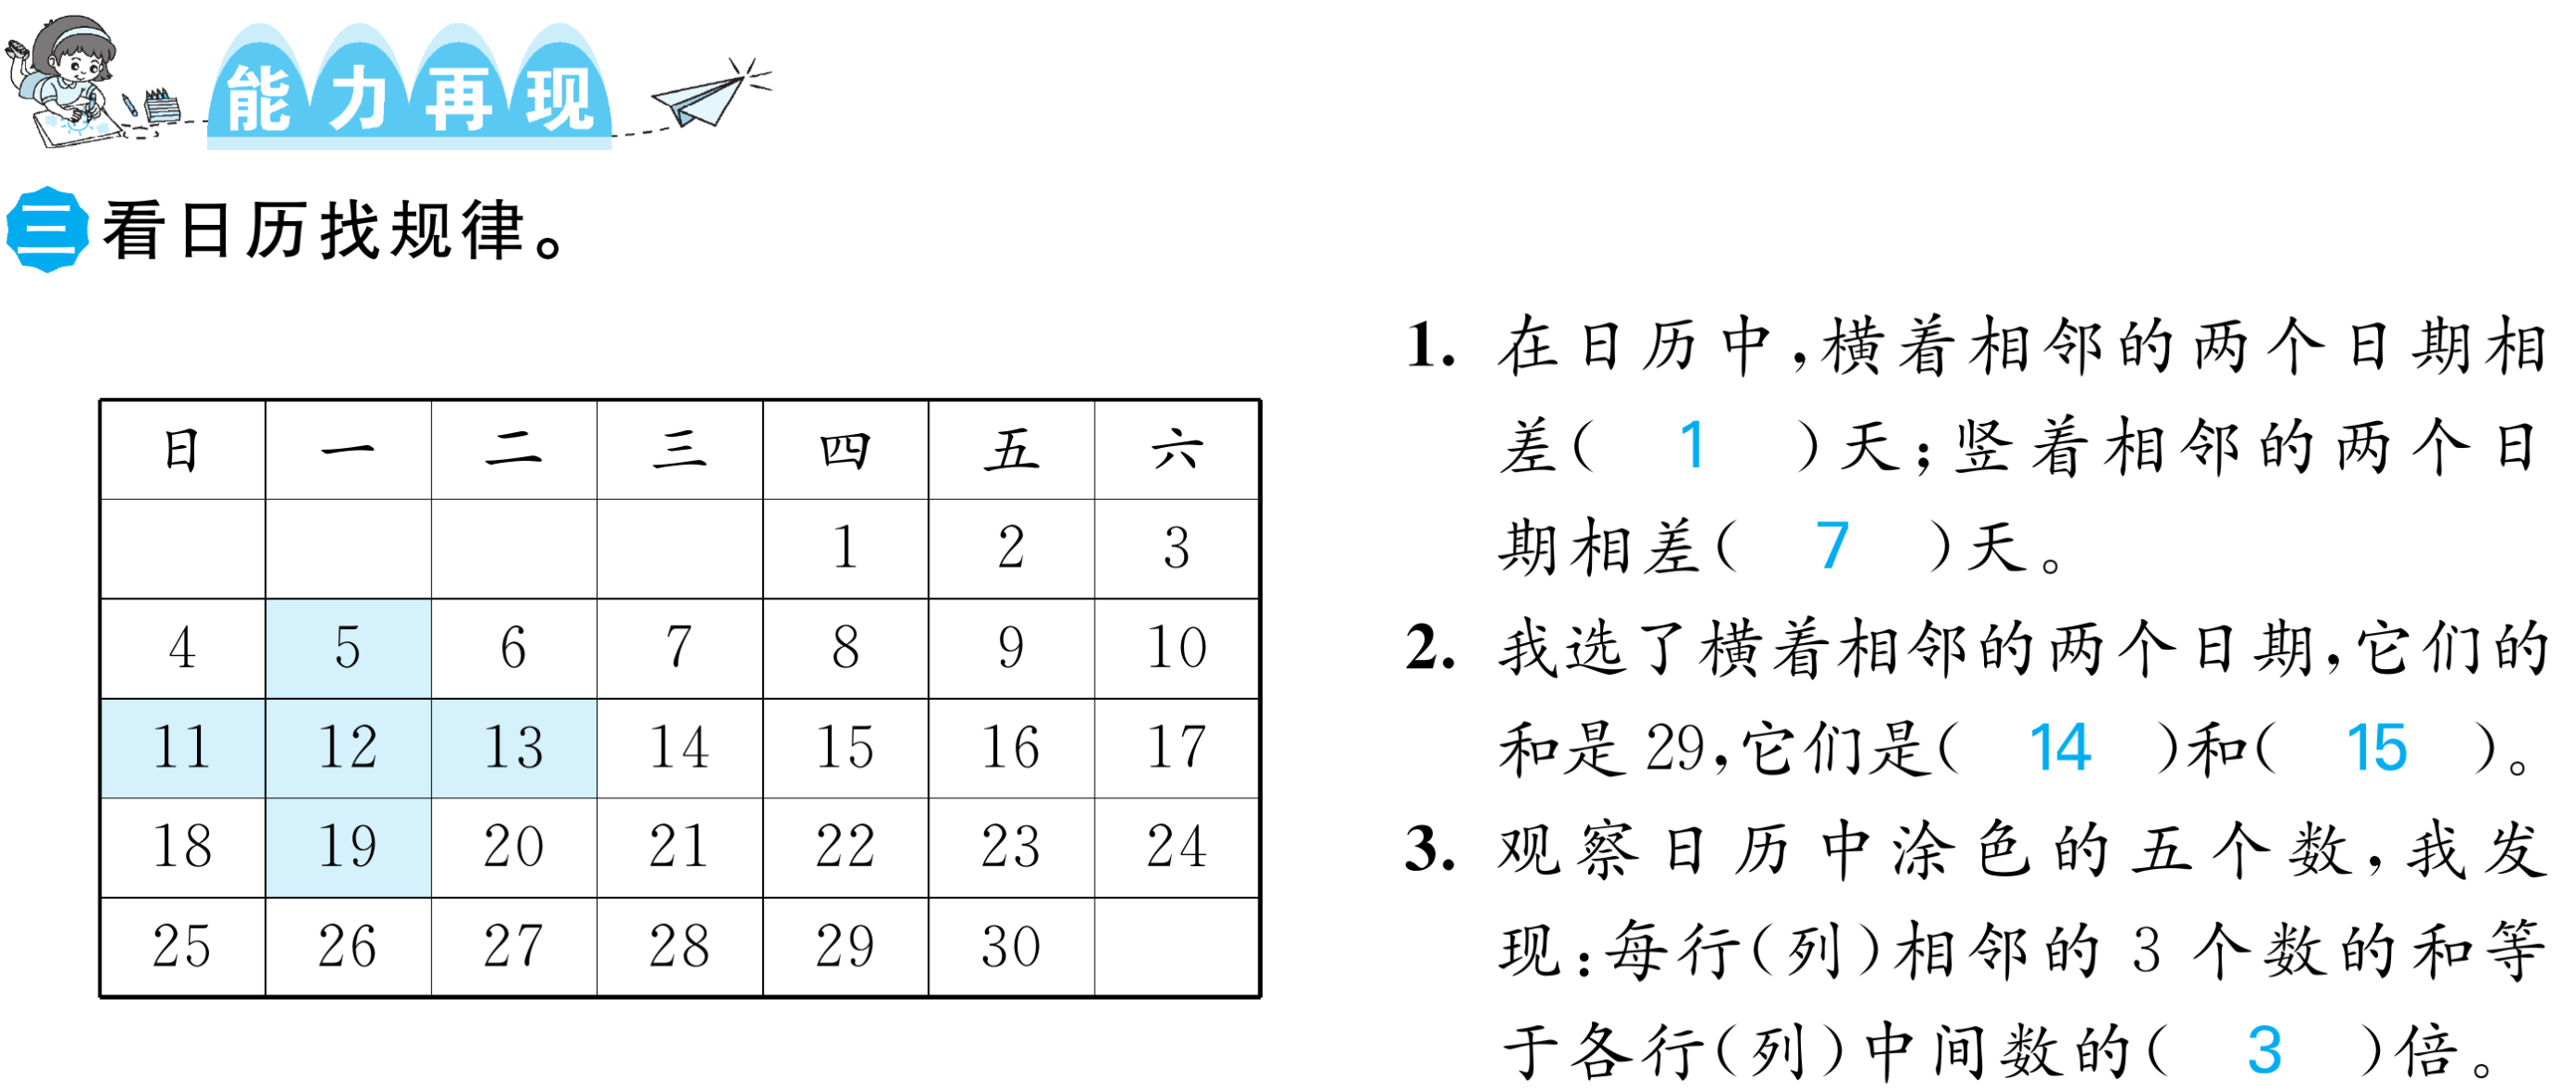 能力再现
三 看日历找规律。
日 一 二 三 四 五 六
1 2 3
4 5 6 7 8 9 10
11 12 13 14 15 16 17
18 19 20 21 22 23 24
25 26 27 28 29 30
1. 在日历中,横着相邻的两个日期相
差( 1 )天;竖着相邻的两个日
期相差( 7 )天。
2. 我选了横着相邻的两个日期,它们的
和是 29,它们是( 14 )和( 15 )。
3. 观察日历中涂色的五个数,我发
现:每行(列)相邻的 3 个数的和等
于各行(列)中间数的( 3 )倍。